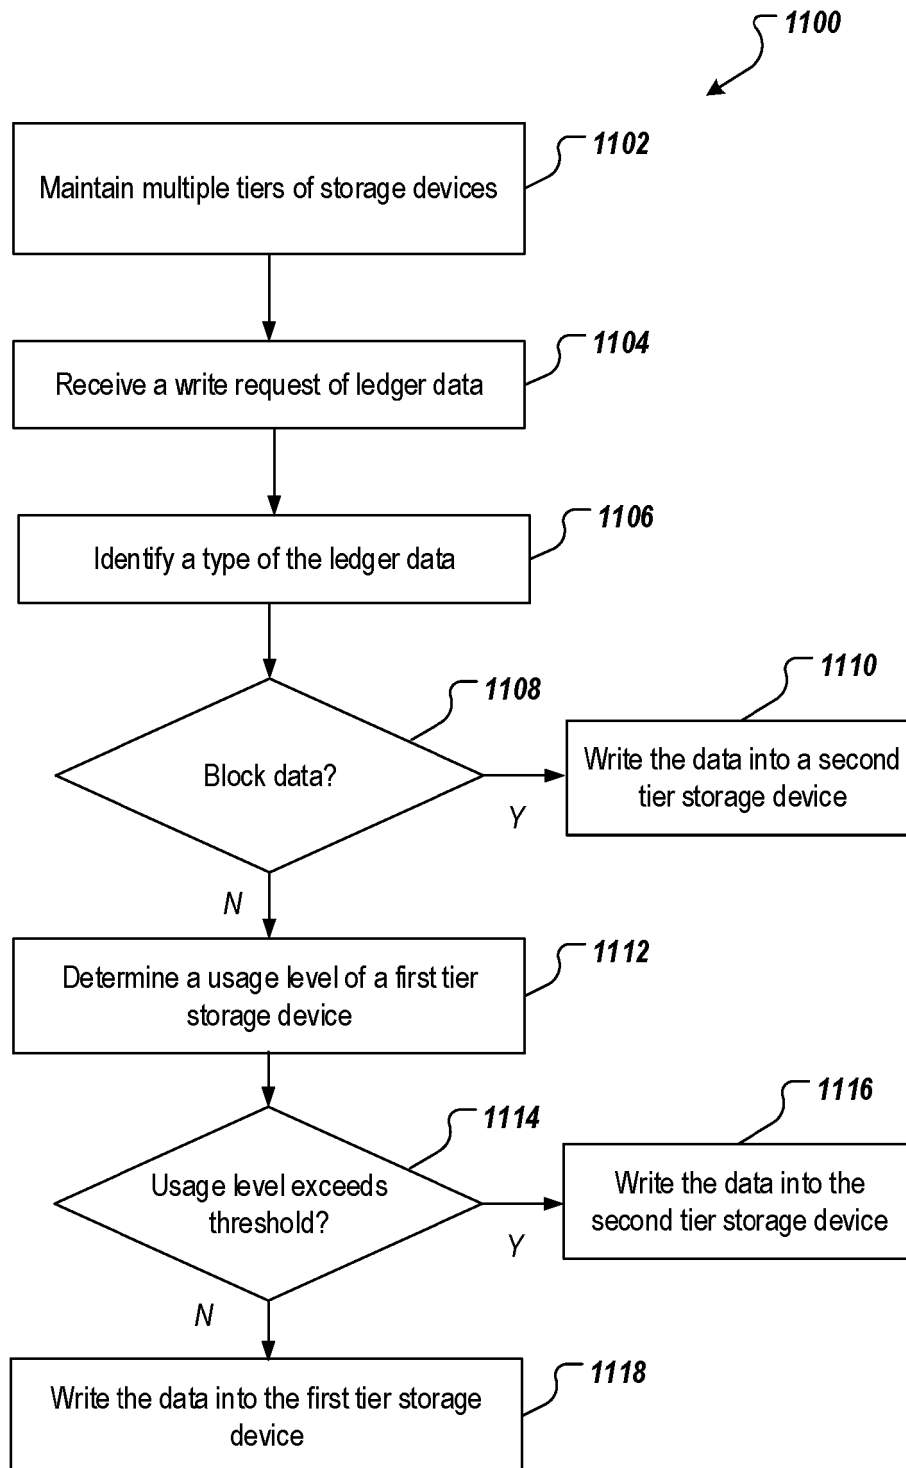 1100
1102
Maintain multiple tiers of storage devices
1104
Receive a write request of ledger data
1106
Identify a type of the ledger data
1108
1110
Block data?
Write the data into a second
tier storage device
Y
N
1112
Determine a usage level of a first tier
storage device
1114
1116
Usage level exceeds
threshold?
Write the data into the
second tier storage device
Y
N
1118
Write the data into the first tier storage
device